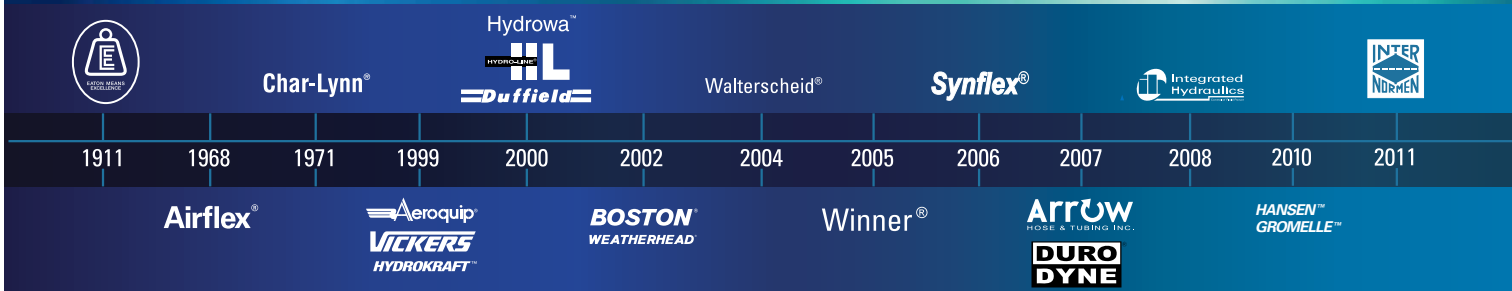 EATON MEANS
EXCELLENCE
Char-Lynn®
Hydrowa™
HYDRO-LINE®
HL
Duffield
Walterscheid®
Synflex®
Integrated
Hydraulics
INTER
NORMEN
1911 1968 1971 1999 2000 2002 2004 2005 2006 2007 2008 2010 2011
Airflex®
Aeroquip®
VICKERS
HYDROKRAFT™
BOSTON®
WEATHERHEAD®
Winner®
Arrow
HOSE & TUBING INC.
DURO
DYNE
HANSEN™
GROMELLE™